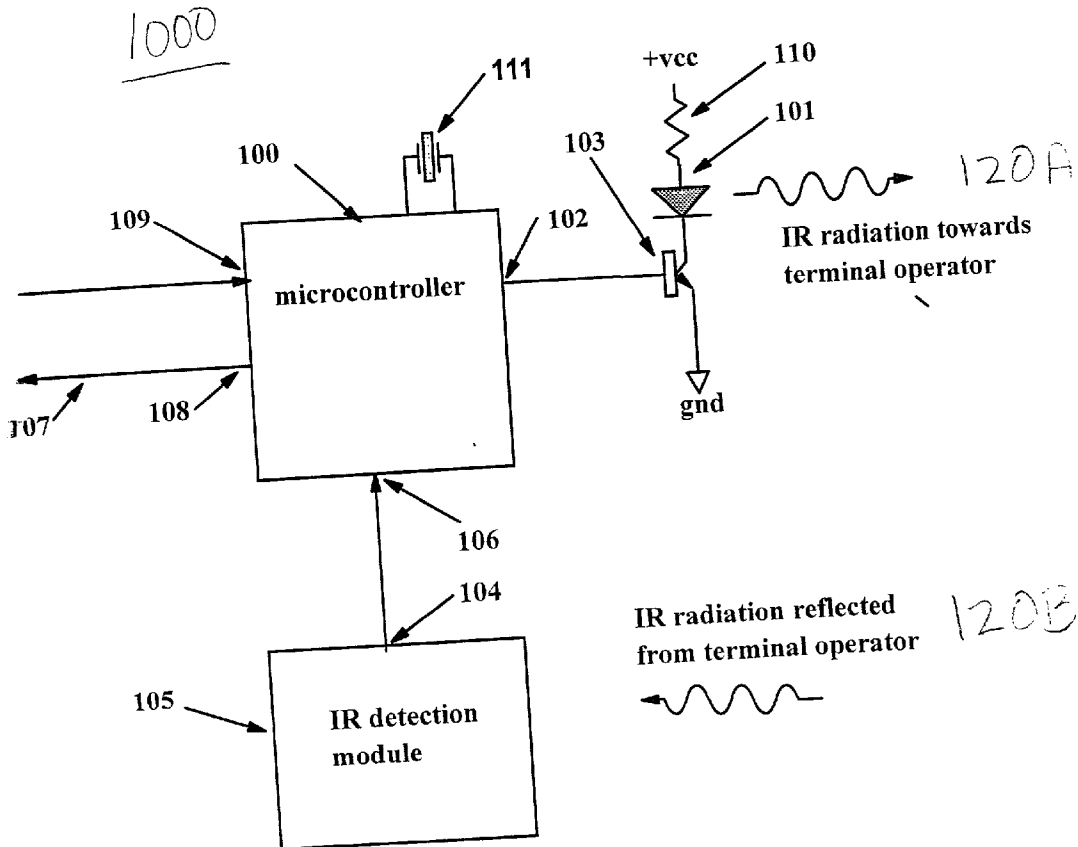 1000
111
+vcc
110
101
103
100
120A
109
102
IR radiation towards
terminal operator
microcontroller
108
107
gnd
106
104
IR radiation reflected
from terminal operator
120B
105
IR detection
module